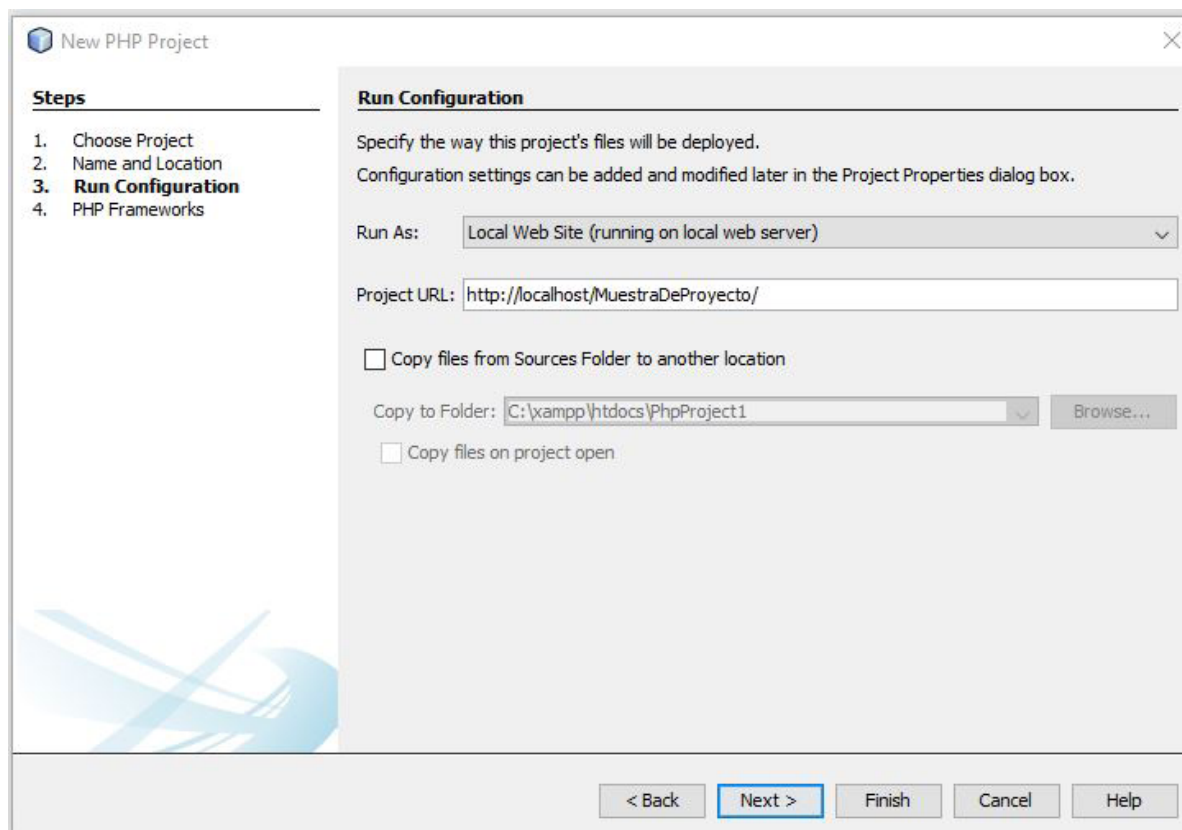 New PHP Project
Steps
1. Choose Project
2. Name and Location
3. Run Configuration
4. PHP Frameworks
Run Configuration
Specify the way this project's files will be deployed.
Configuration settings can be added and modified later in the Project Properties dialog box.
Run As: Local Web Site (running on local web server)
Project URL: http://localhost/MuestraDeProyecto/
Copy files from Sources Folder to another location
Copy to Folder: C:\xampp\htdocs\PhpProject1 Browse...
Copy files on project open
< Back Next > Finish Cancel Help